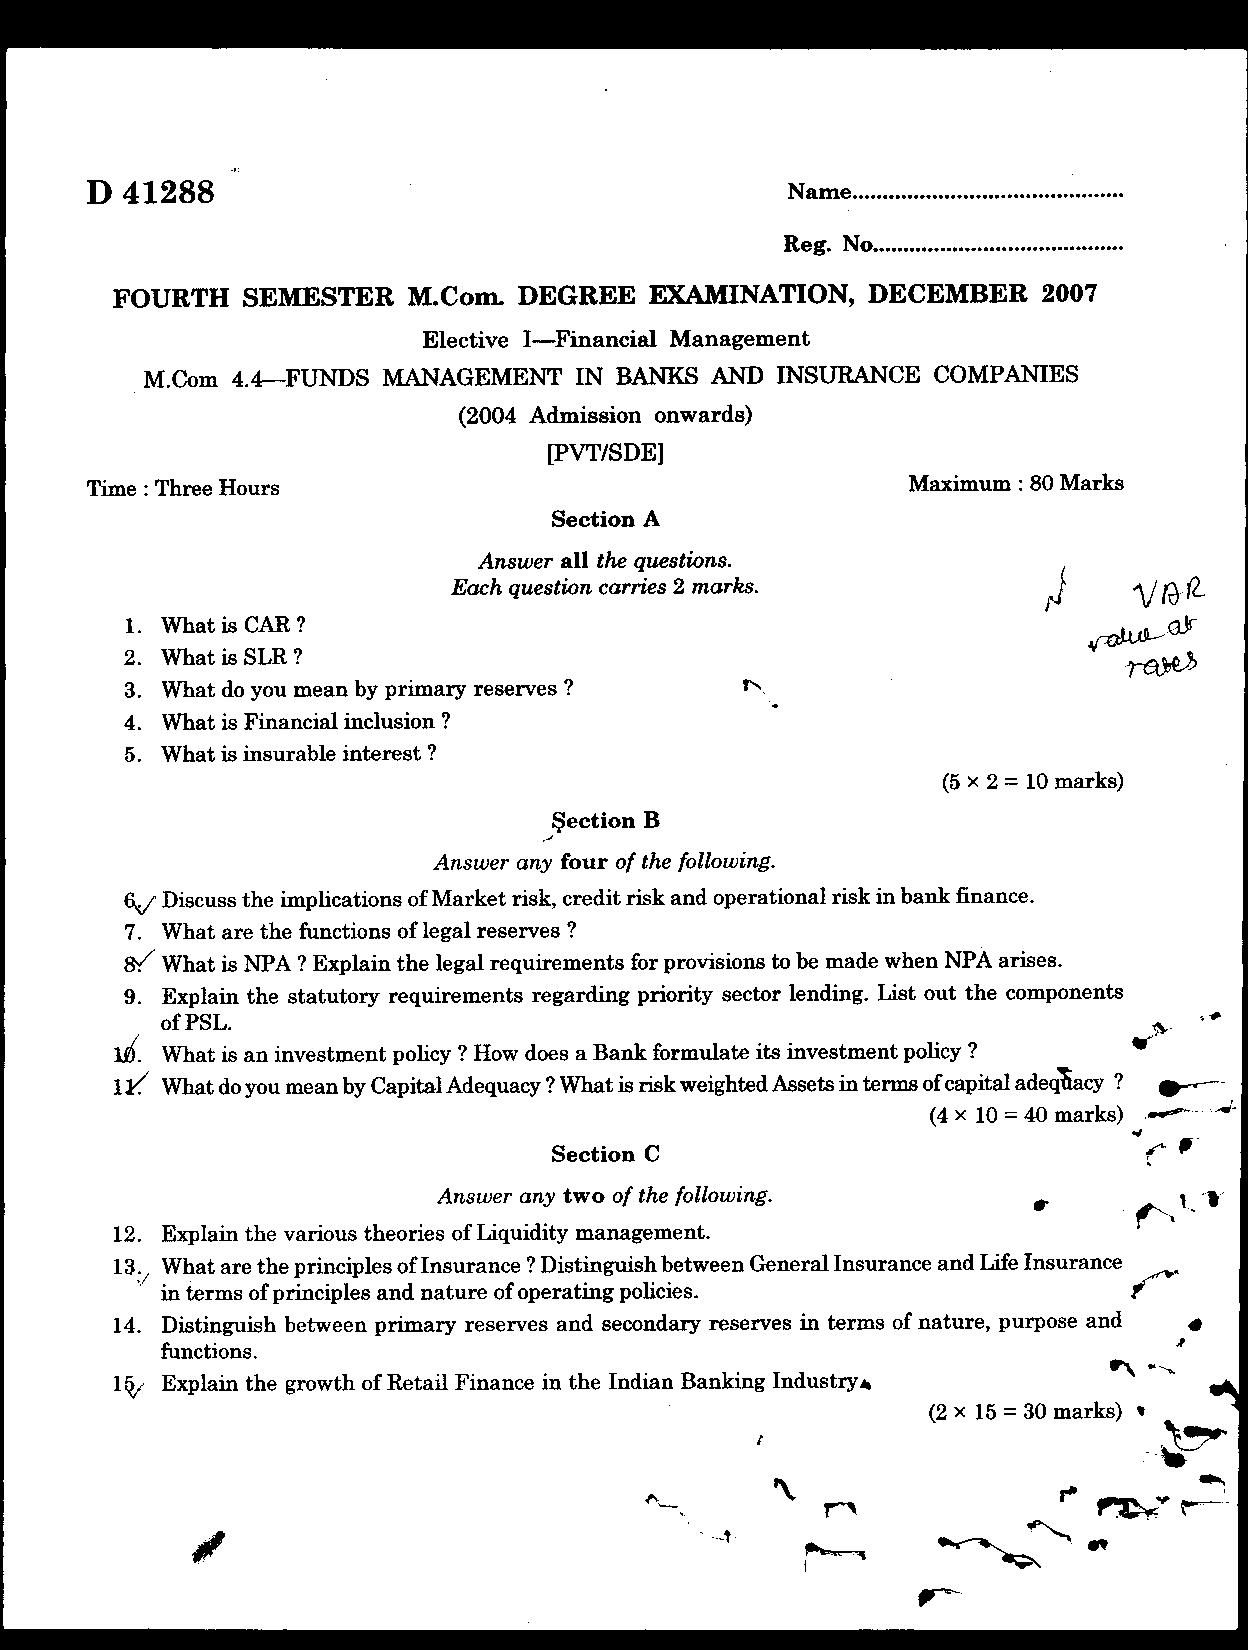 D 41288
Name..........................................
Reg. No..........................................
FOURTH SEMESTER M.Com. DEGREE EXAMINATION, DECEMBER 2007
Elective I—Financial Management
M.Com 4.4—FUNDS MANAGEMENT IN BANKS AND INSURANCE COMPANIES
(2004 Admission onwards)
[PVT/SDE]
Time : Three Hours
Maximum : 80 Marks
Section A
Answer all the questions.
Each question carries 2 marks.
VAR
value at
rates
1. What is CAR ?
2. What is SLR ?
3. What do you mean by primary reserves ?
4. What is Financial inclusion ?
5. What is insurable interest ?
(5 × 2 = 10 marks)
Section B
Answer any four of the following.
6. Discuss the implications of Market risk, credit risk and operational risk in bank finance.
7. What are the functions of legal reserves ?
8. What is NPA ? Explain the legal requirements for provisions to be made when NPA arises.
9. Explain the statutory requirements regarding priority sector lending. List out the components
of PSL.
10. What is an investment policy ? How does a Bank formulate its investment policy ?
11. What do you mean by Capital Adequacy ? What is risk weighted Assets in terms of capital adequacy ?
(4 × 10 = 40 marks)
Section C
Answer any two of the following.
12. Explain the various theories of Liquidity management.
13. What are the principles of Insurance ? Distinguish between General Insurance and Life Insurance
in terms of principles and nature of operating policies.
14. Distinguish between primary reserves and secondary reserves in terms of nature, purpose and
functions.
15. Explain the growth of Retail Finance in the Indian Banking Industry.
(2 × 15 = 30 marks)